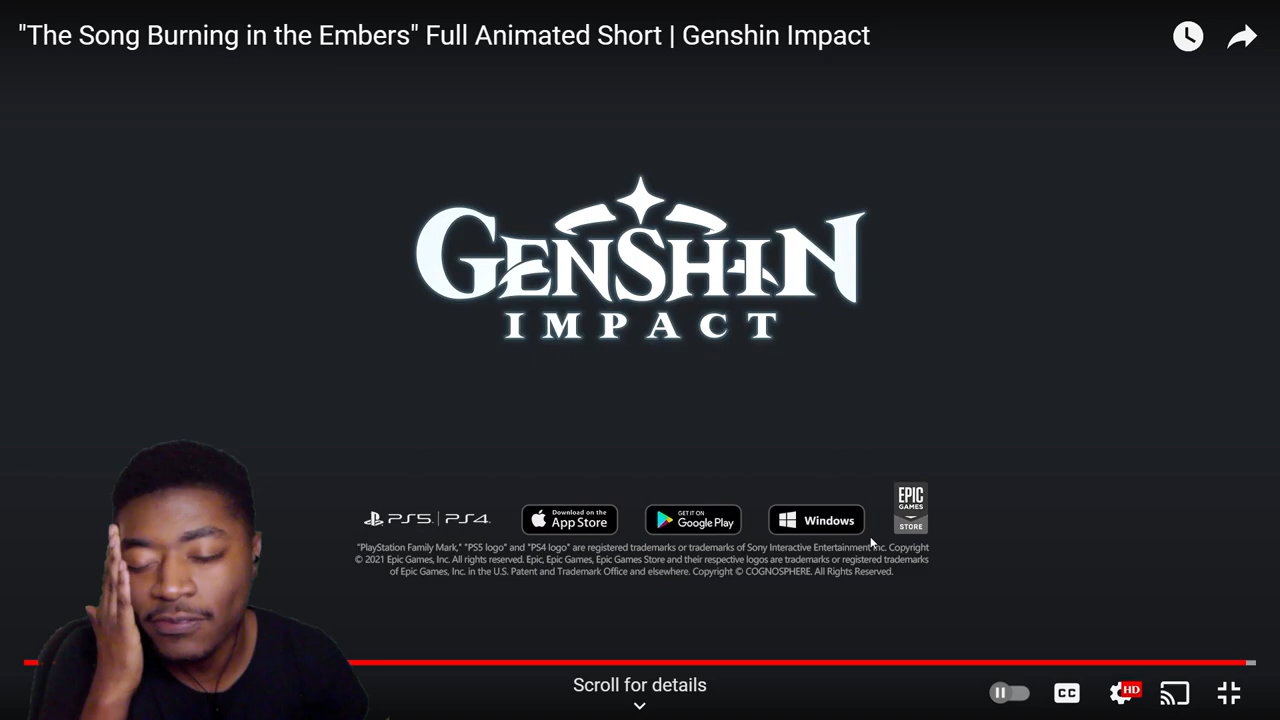 "The Song Burning in the Embers" Full Animated Short | Genshin Impact
GENSHIN
IMPACT
PS5 | PS4
Download on the
App Store
GET IT ON
Google Play
Windows
EPIC
GAMES
STORE
"PlayStation Family Mark," "PS5 logo" and "PS4 logo" are registered trademarks or trademarks of Sony Interactive Entertainment Inc. Copyright
© 2021 Epic Games, Inc. All rights reserved. Epic, Epic Games, Epic Games Store and their respective logos are trademarks or registered trademarks
of Epic Games, Inc. in the U.S. Patent and Trademark Office and elsewhere. Copyright © COGNOSPHERE. All Rights Reserved.
Scroll for details
CC
HD